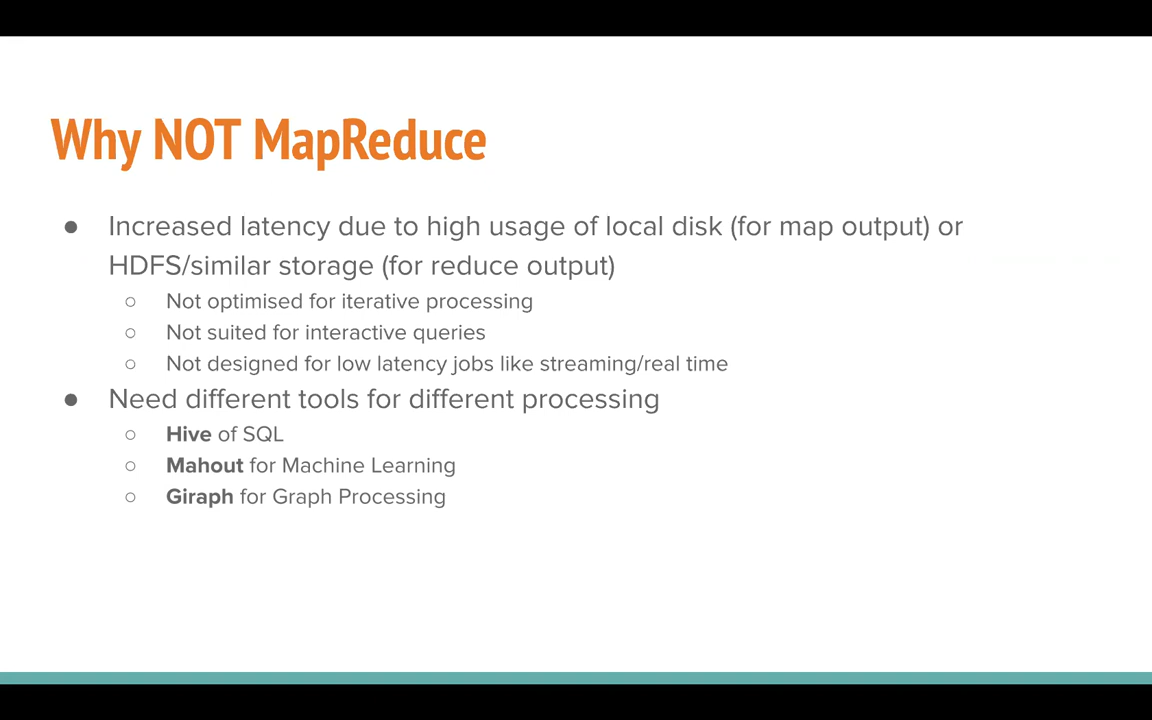 Why NOT MapReduce
● Increased latency due to high usage of local disk (for map output) or
HDFS/similar storage (for reduce output)
○ Not optimised for iterative processing
○ Not suited for interactive queries
○ Not designed for low latency jobs like streaming/real time
● Need different tools for different processing
○ Hive of SQL
○ Mahout for Machine Learning
○ Giraph for Graph Processing